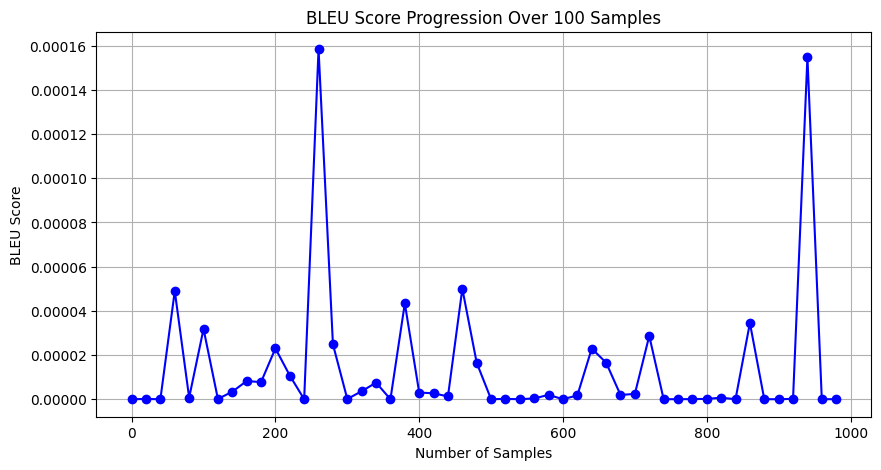 BLEU Score Progression Over 100 Samples
0.00016
0.00014
0.00012
0.00010
0.00008
0.00006
0.00004
0.00002
0.00000
BLEU Score
0 200 400 600 800 1000
Number of Samples